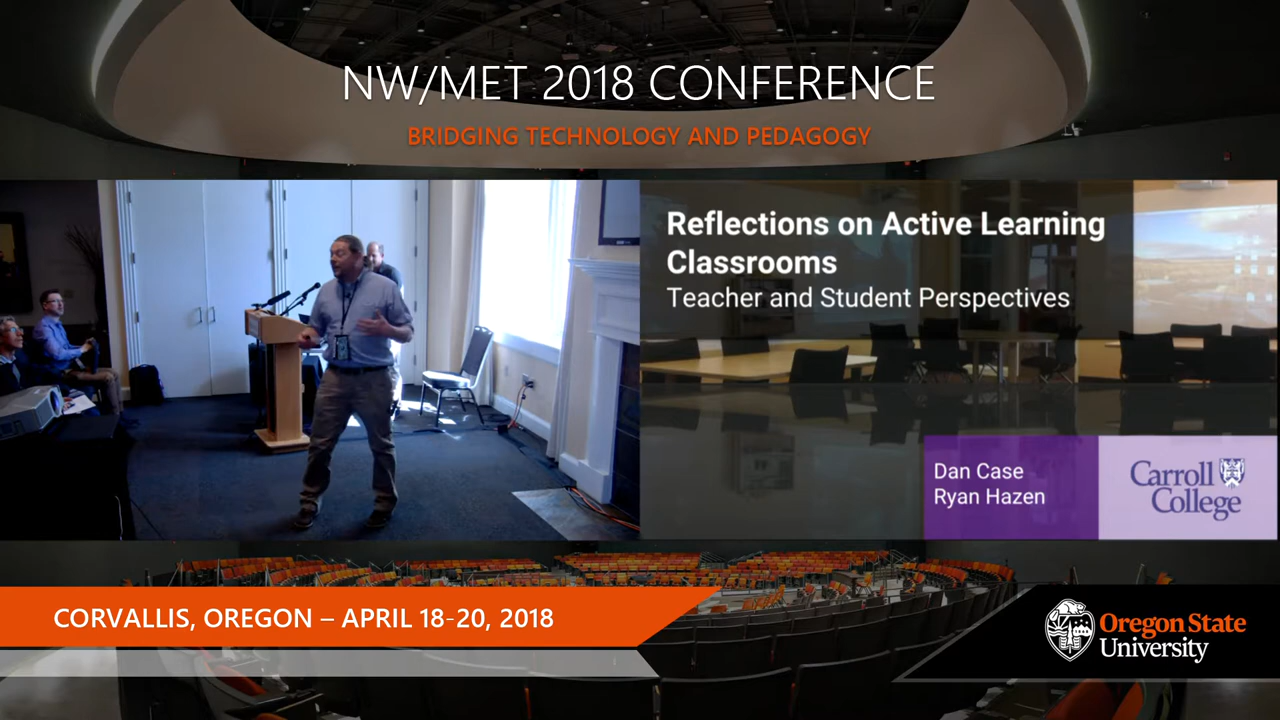 NW/MET 2018 CONFERENCE
BRIDGING TECHNOLOGY AND PEDAGOGY
Reflections on Active Learning
Classrooms
Teacher and Student Perspectives
Dan Case
Ryan Hazen
Carroll
College
CORVALLIS, OREGON – APRIL 18-20, 2018
Oregon State
University